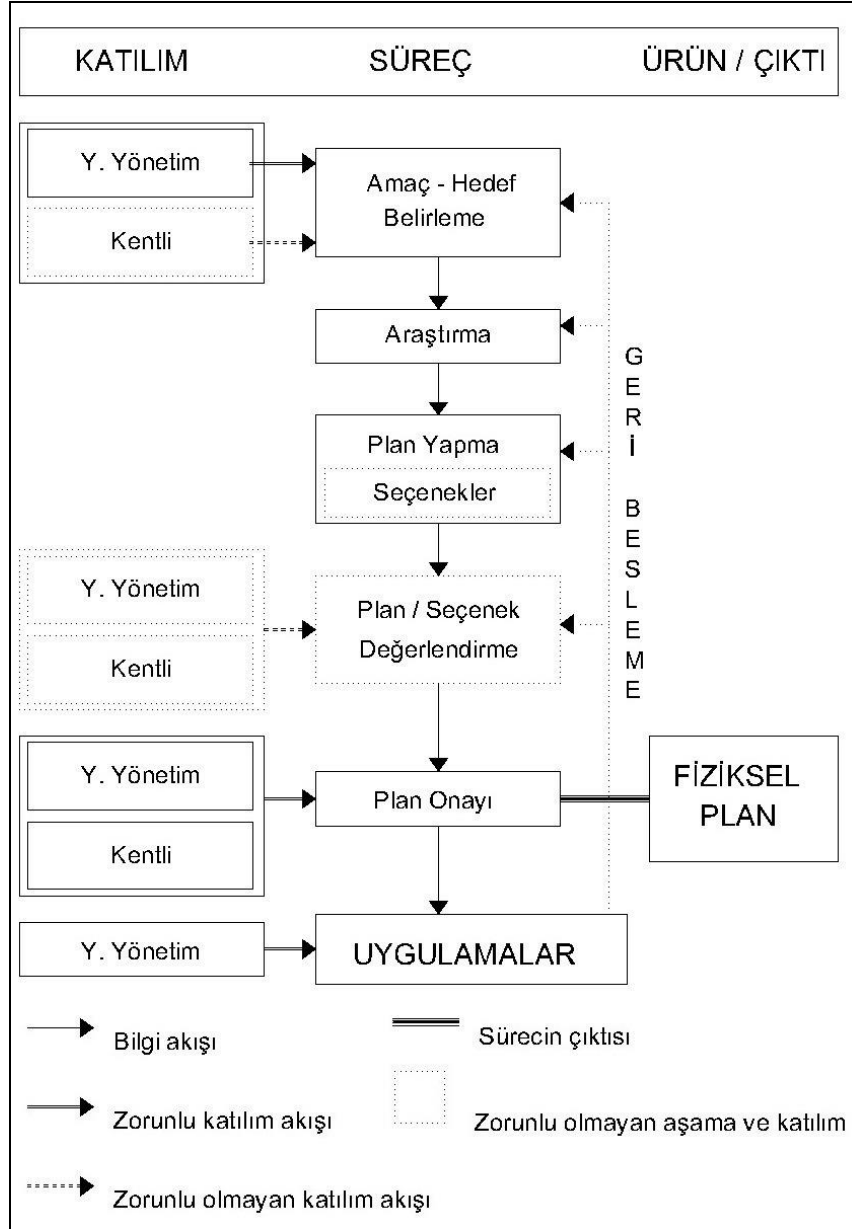 KATILIM SÜREÇ ÜRÜN / ÇIKTI
Y. Yönetim
Kentli
Amaç - Hedef
Belirleme
Araştırma
Plan Yapma
Seçenekler
Y. Yönetim
Kentli
Plan / Seçenek
Değerlendirme
GERİ BESLEME
Y. Yönetim
Kentli
Plan Onayı
FİZİKSEL
PLAN
Y. Yönetim
UYGULAMALAR
Bilgi akışı
Sürecin çıktısı
Zorunlu katılım akışı
Zorunlu olmayan aşama ve katılım
Zorunlu olmayan katılım akışı